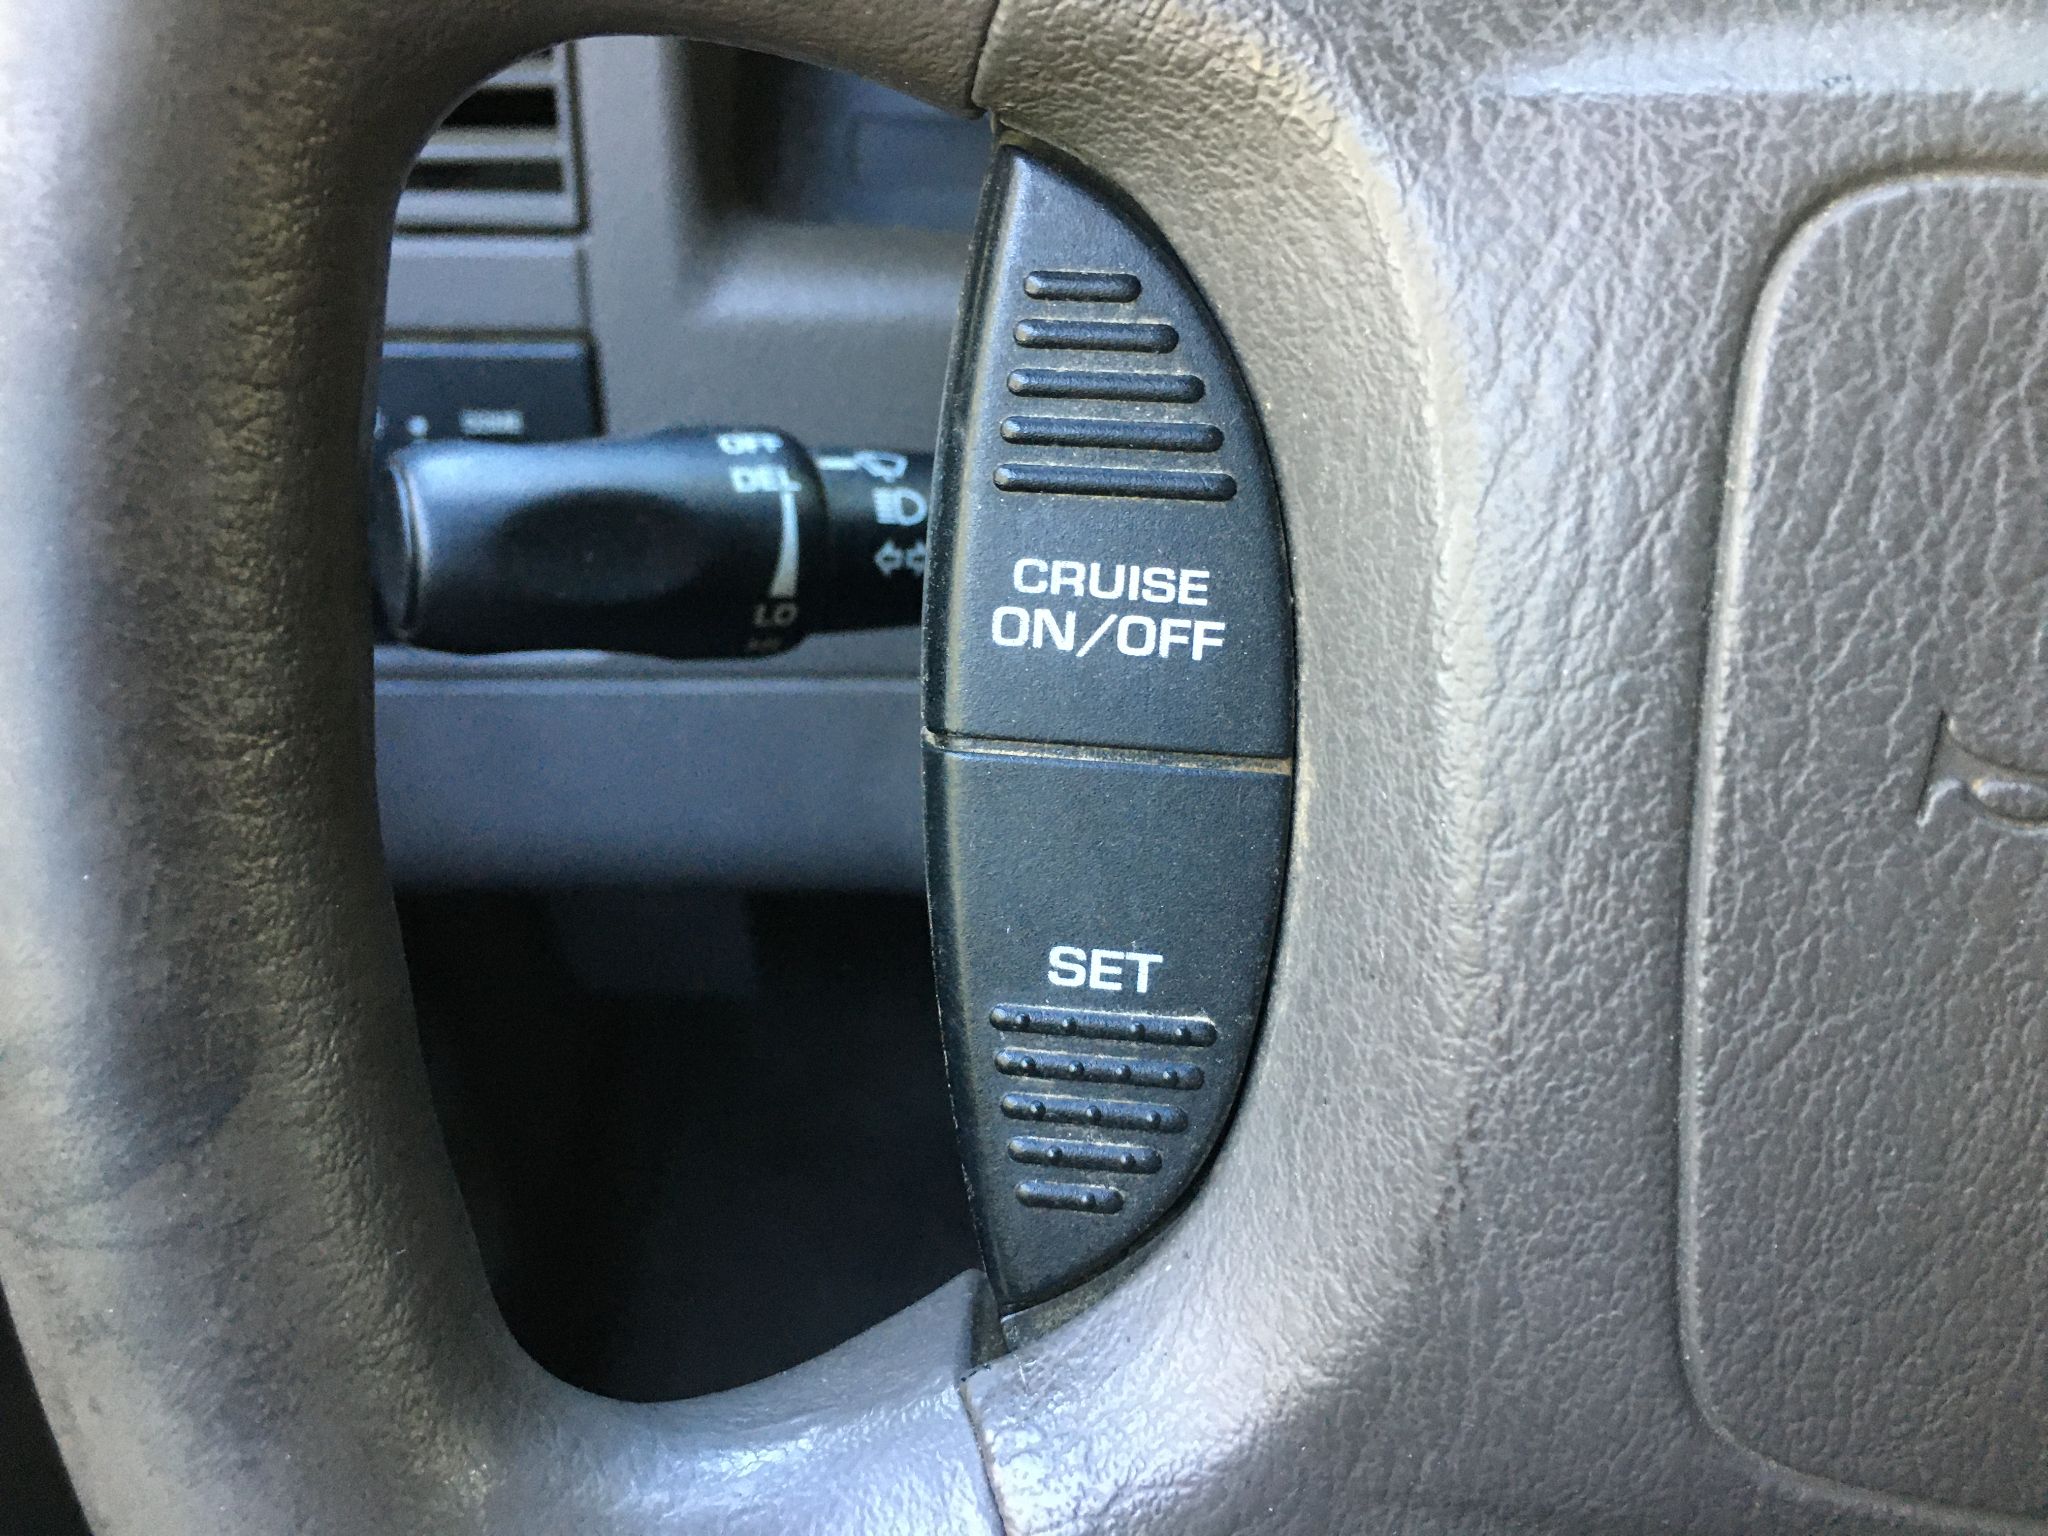 OFF
DEL
LO
CRUISE
ON/OFF
SET